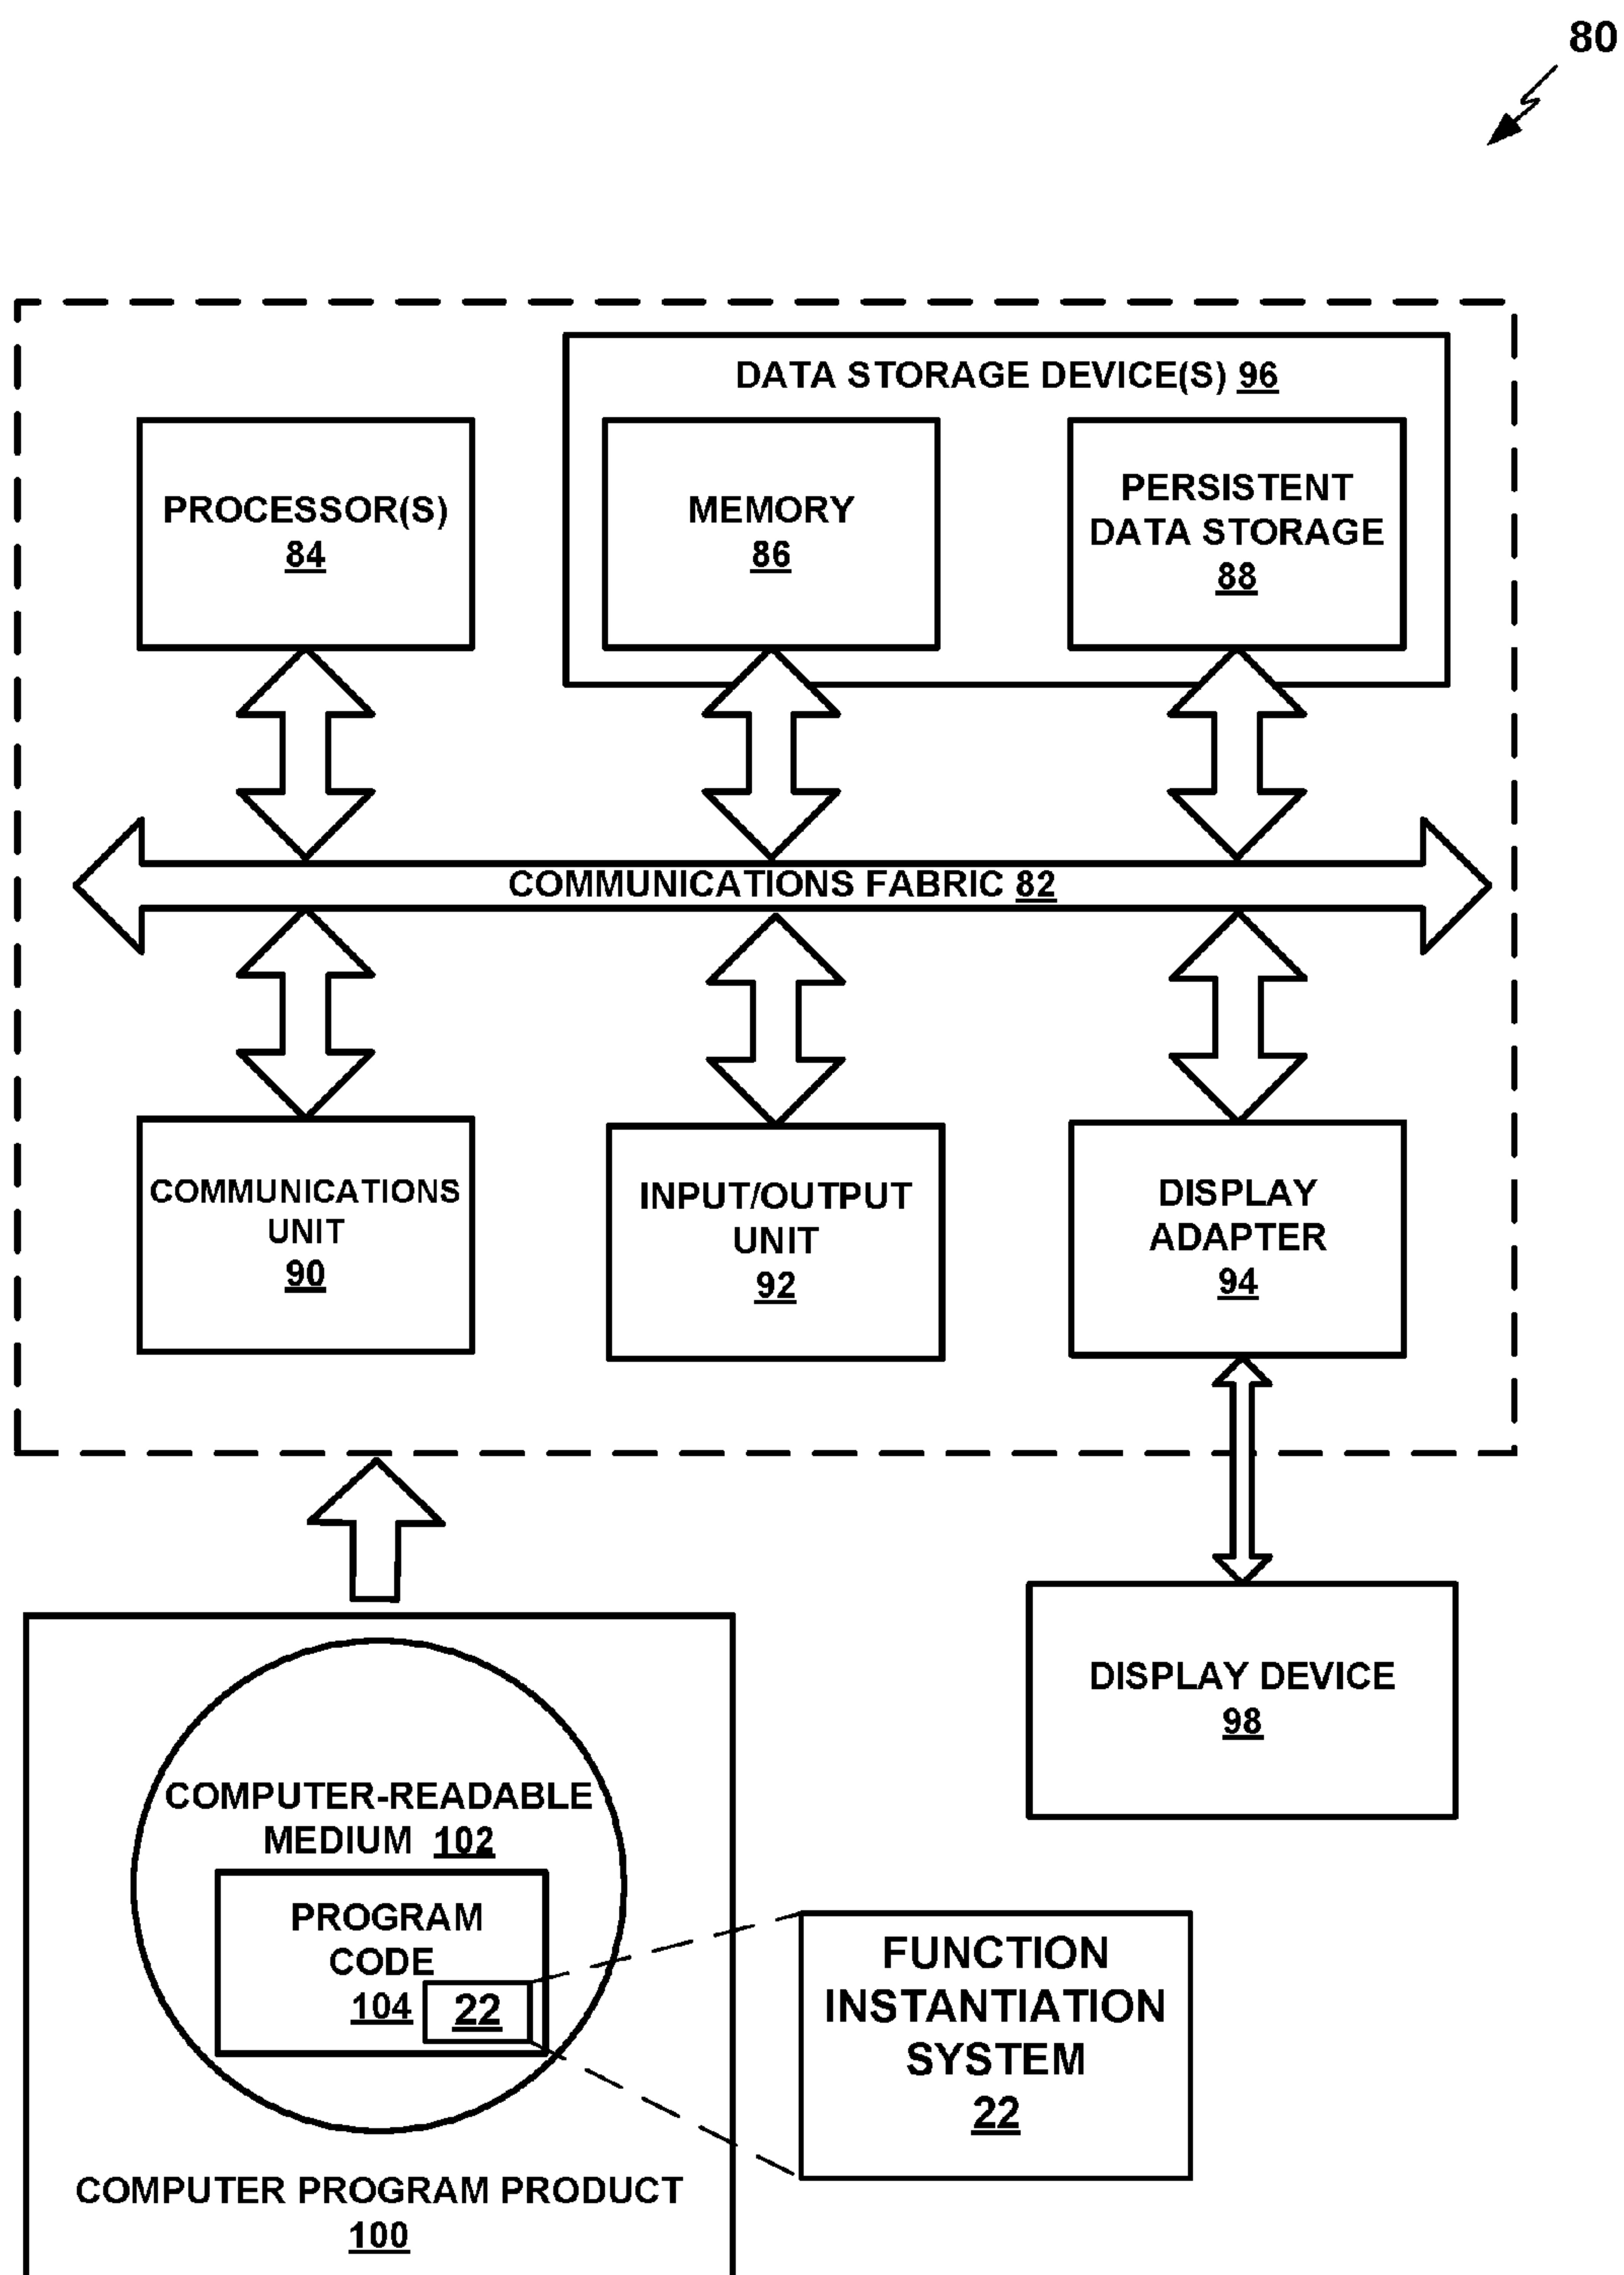 80
DATA STORAGE DEVICE(S) 96
PROCESSOR(S)
84
MEMORY
86
PERSISTENT
DATA STORAGE
88
COMMUNICATIONS FABRIC 82
COMMUNICATIONS
UNIT
90
INPUT/OUTPUT
UNIT
92
DISPLAY
ADAPTER
94
DISPLAY DEVICE
98
COMPUTER-READABLE
MEDIUM 102
PROGRAM
CODE
104
22
FUNCTION
INSTANTIATION
SYSTEM
22
COMPUTER PROGRAM PRODUCT
100